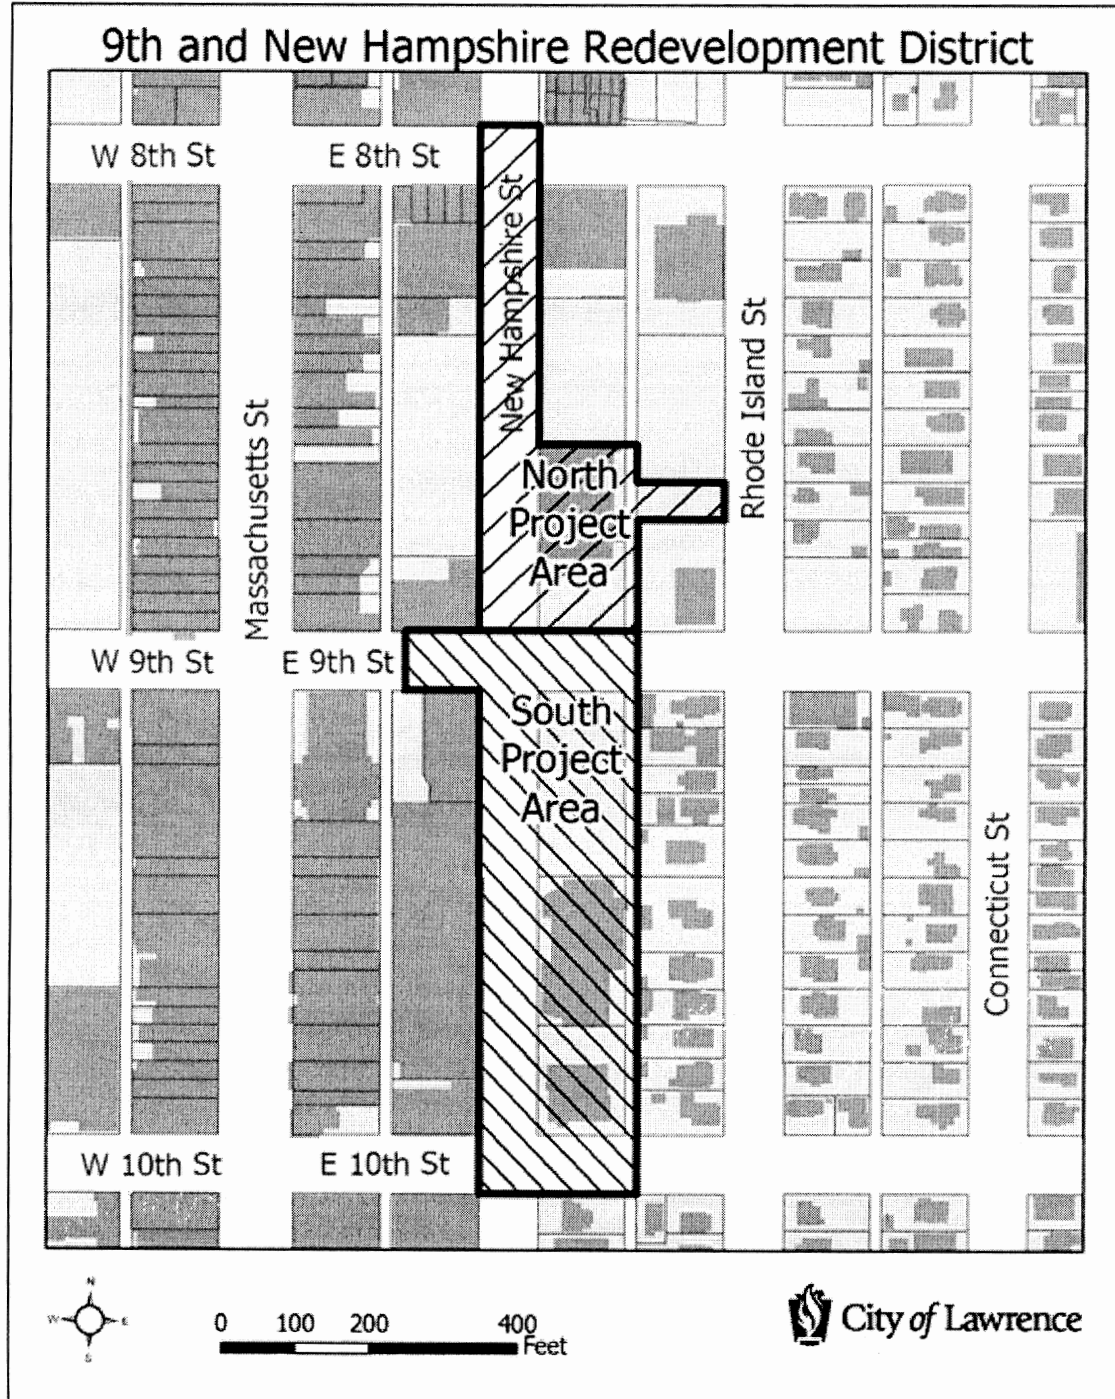 9th and New Hampshire Redevelopment District
W 8th St
E 8th St
New Hampshire St
Massachusetts St
Rhode Island St
North
Project
Area
W 9th St
E 9th St
South
Project
Area
Connecticut St
W 10th St
E 10th St
N
W
E
S
0 100 200 400
Feet
City of Lawrence